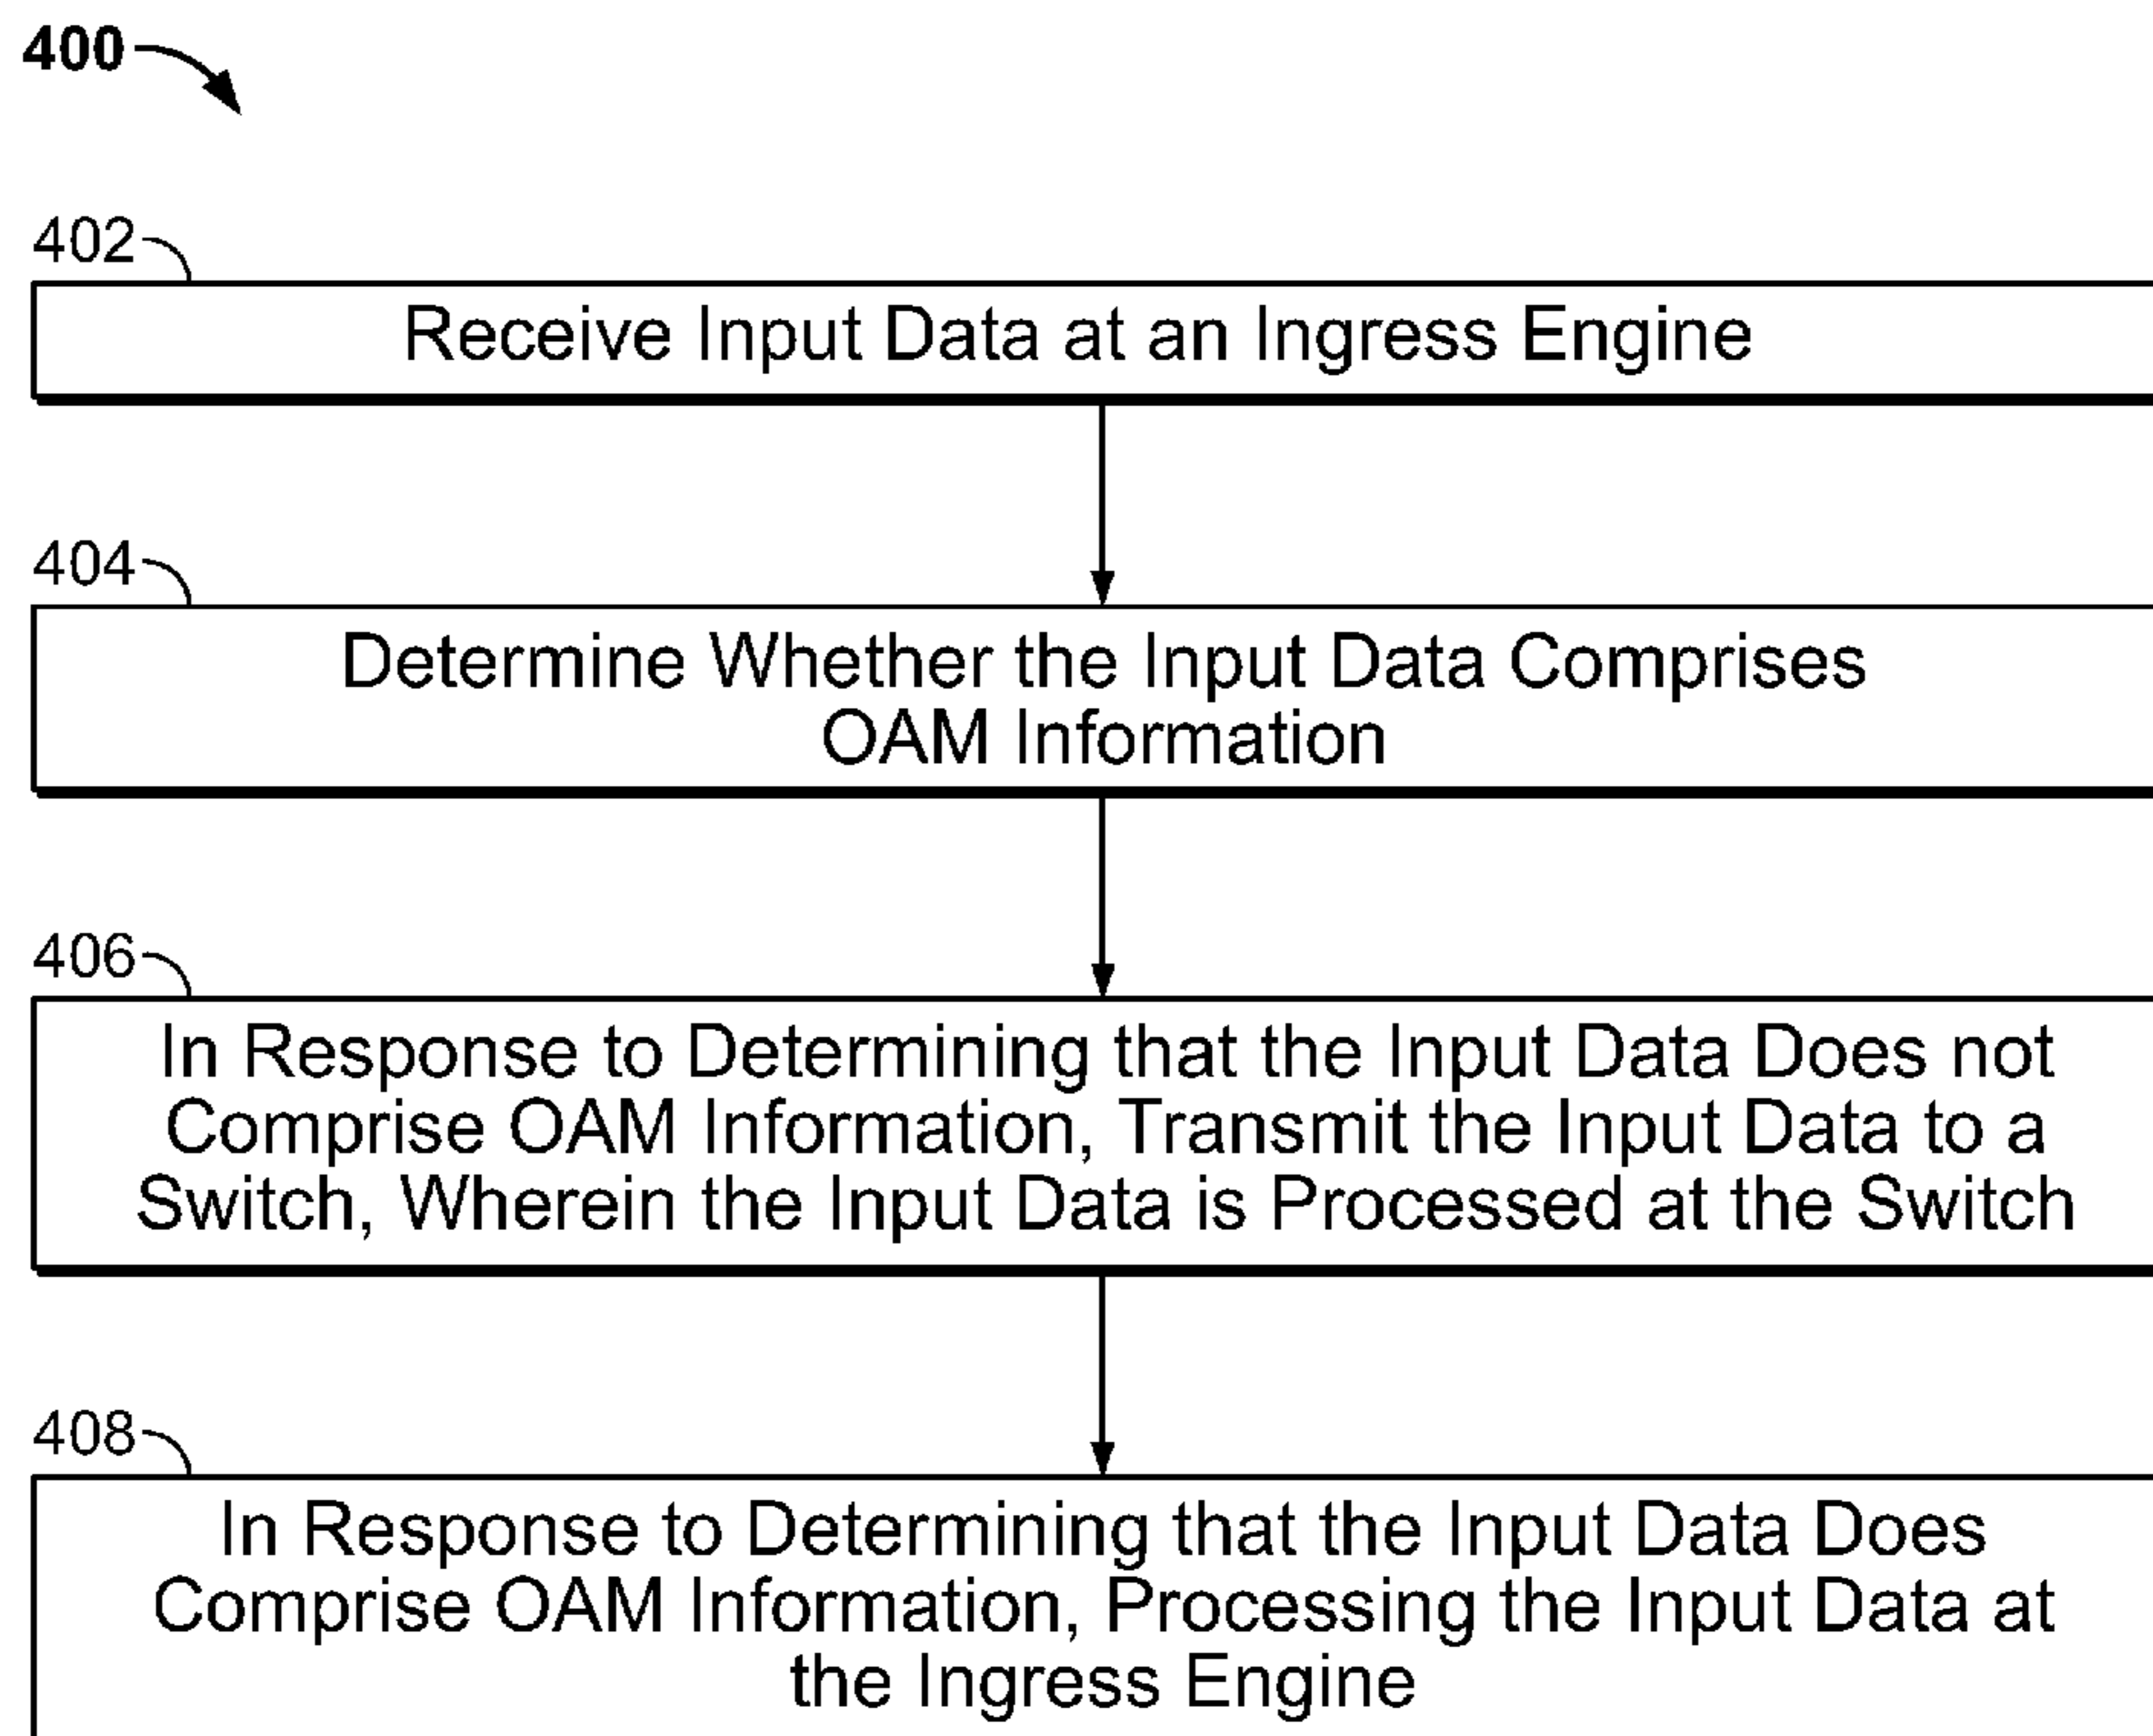 400
402
Receive Input Data at an Ingress Engine
404
Determine Whether the Input Data Comprises
OAM Information
406
In Response to Determining that the Input Data Does not
Comprise OAM Information, Transmit the Input Data to a
Switch, Wherein the Input Data is Processed at the Switch
408
In Response to Determining that the Input Data Does
Comprise OAM Information, Processing the Input Data at
the Ingress Engine